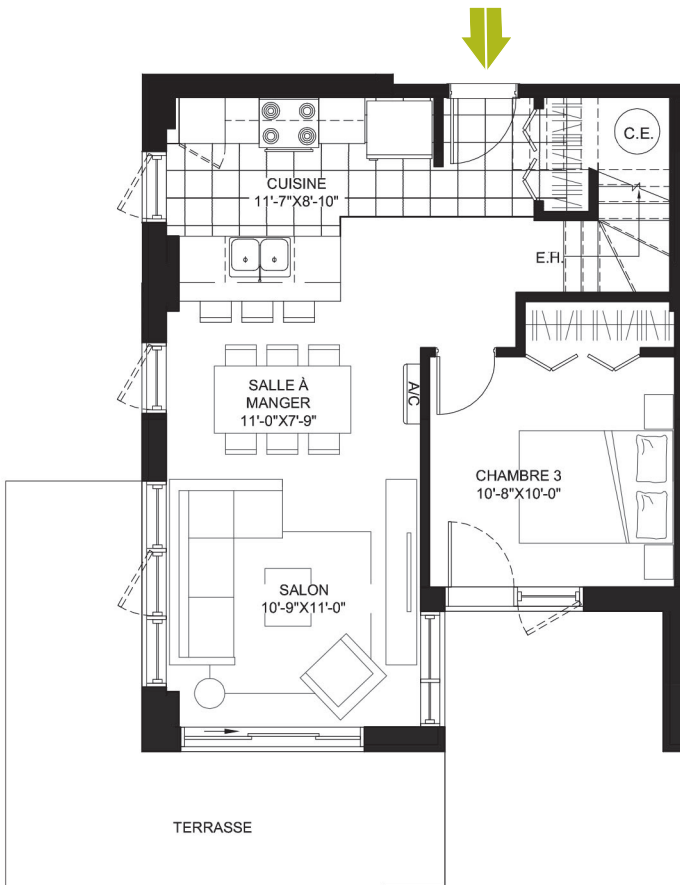 C.E.
CUISINE
11'-7"X8'-10"
E.H.
SALLE À
MANGER
11'-0"X7'-9"
A/C
CHAMBRE 3
10'-8"X10'-0"
SALON
10'-9"X11'-0"
TERRASSE